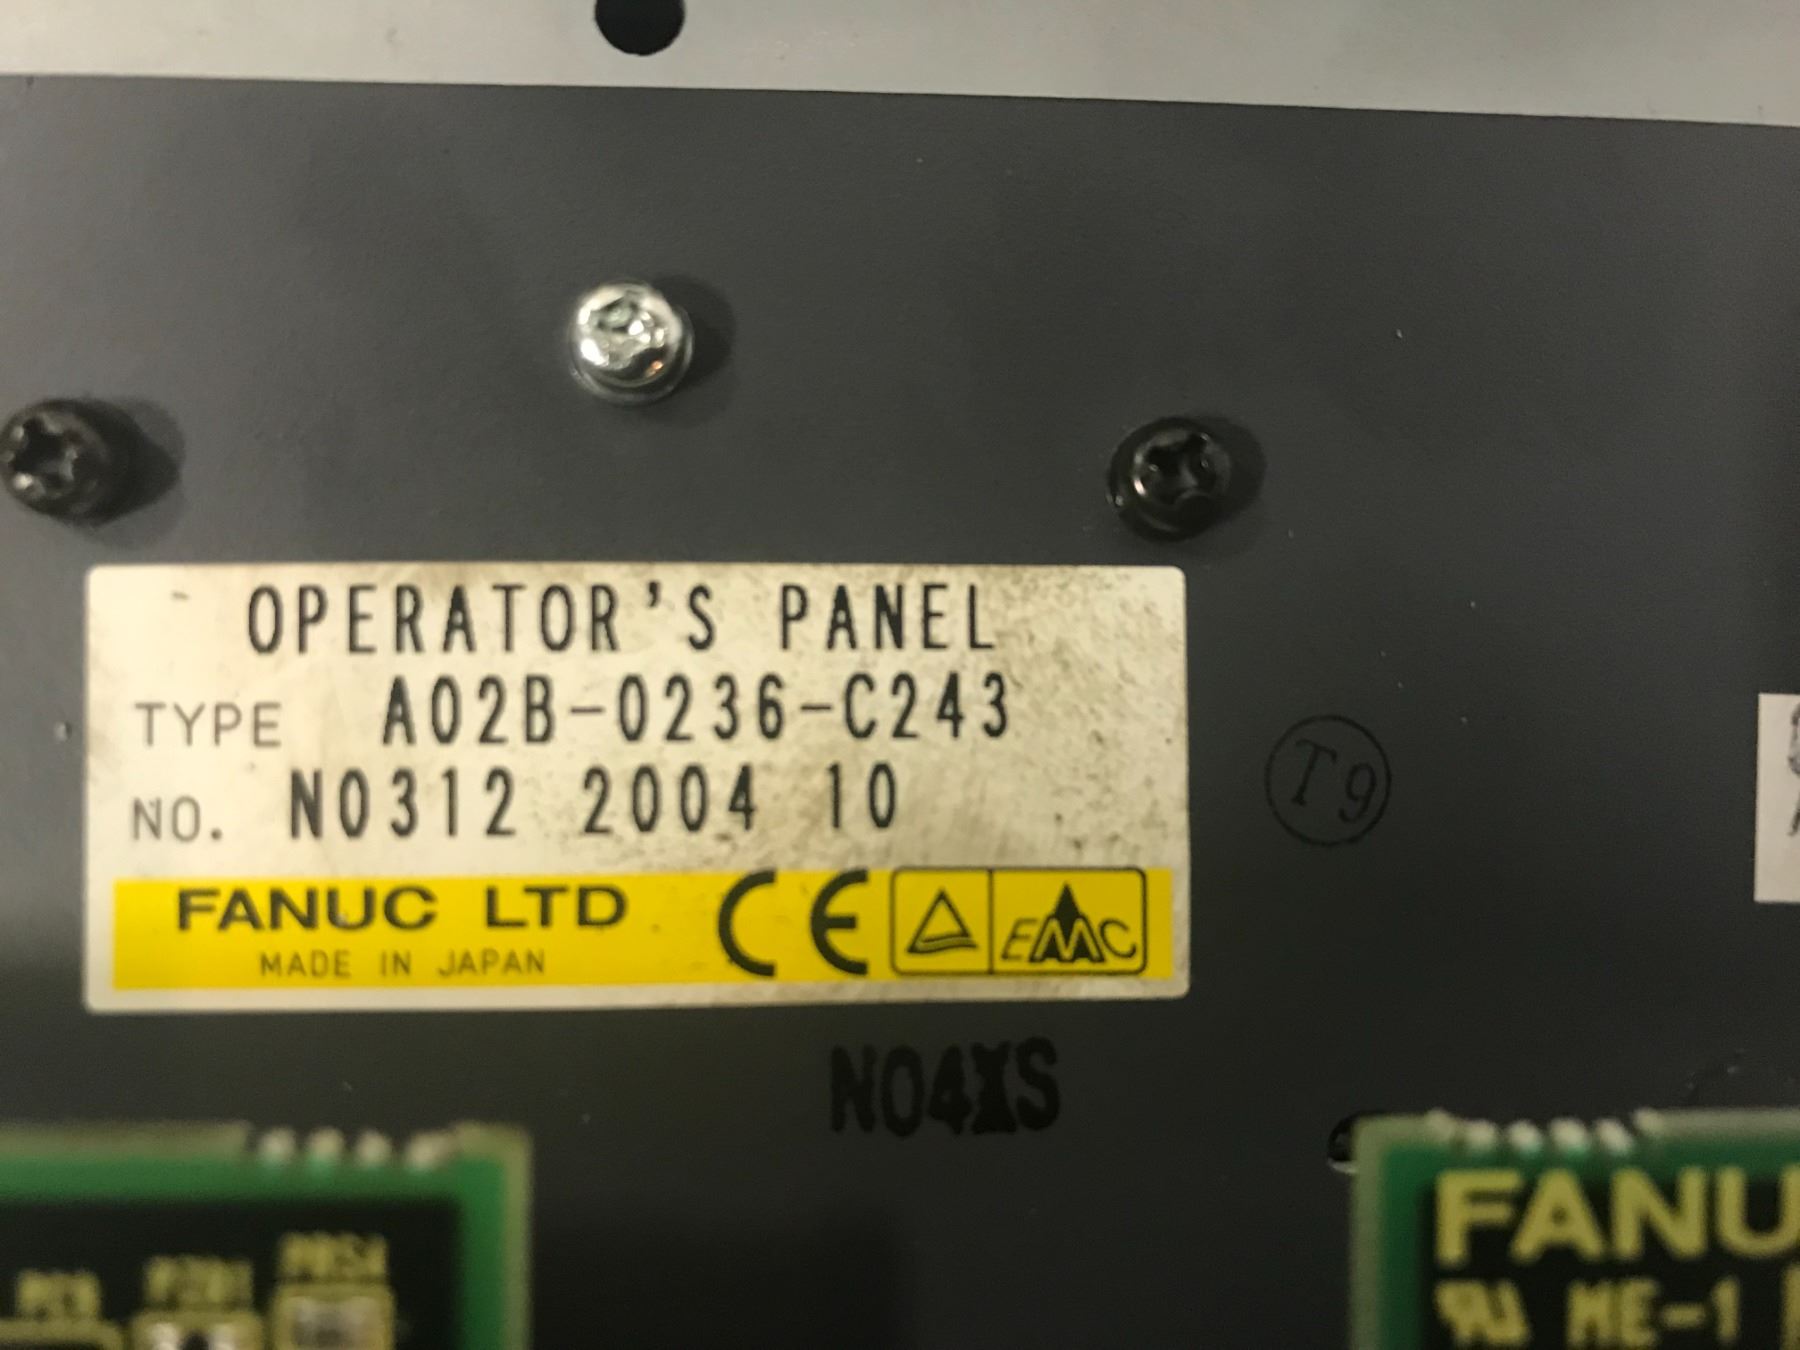 OPERATOR'S PANEL
TYPE A02B-0236-C243
NO. N0312 2004 10
FANUC LTD CE EMC
MADE IN JAPAN
T9
FANU
ME-1